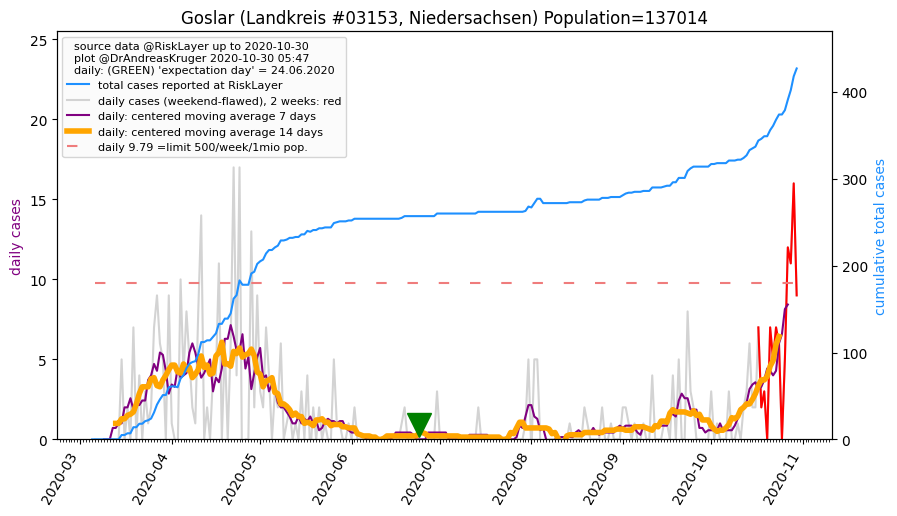 Goslar (Landkreis #03153, Niedersachsen) Population=137014
source data @RiskLayer up to 2020-10-30
plot @DrAndreasKruger 2020-10-30 05:47
daily: (GREEN) 'expectation day' = 24.06.2020
total cases reported at RiskLayer
daily cases (weekend-flawed), 2 weeks: red
daily: centered moving average 7 days
daily: centered moving average 14 days
daily 9.79 =limit 500/week/1mio pop.
daily cases
25
20
15
10
5
0
cumulative total cases
400
300
200
100
0
2020-03
2020-04
2020-05
2020-06
2020-07
2020-08
2020-09
2020-10
2020-11